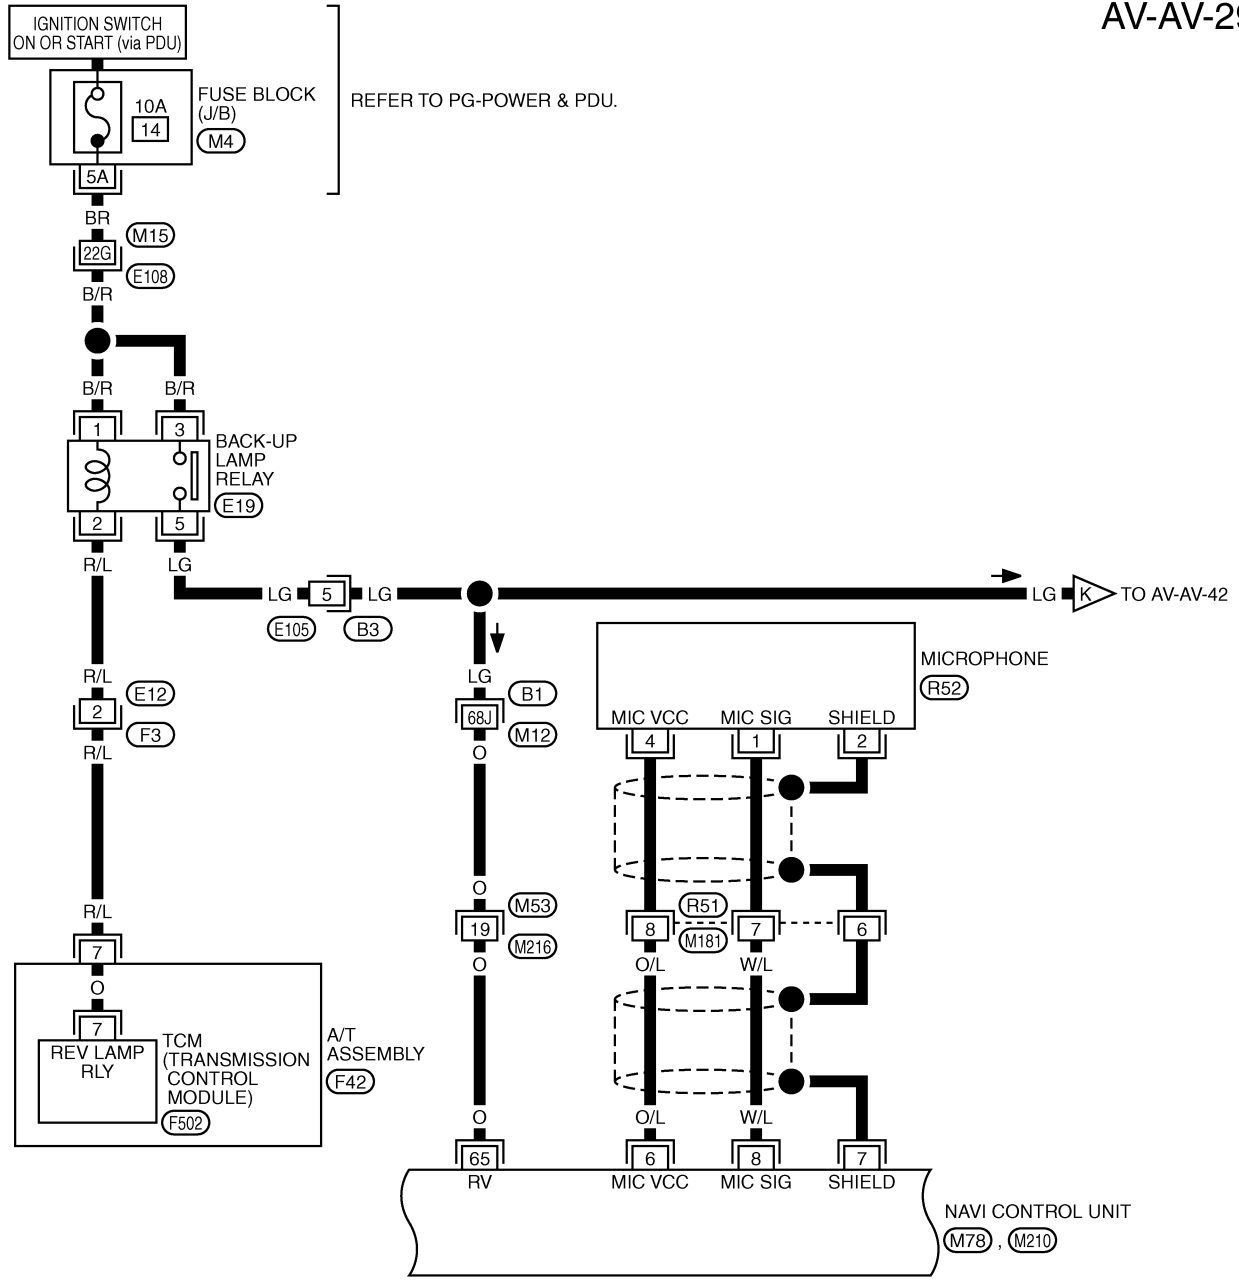 AV-AV-29
IGNITION SWITCH
ON OR START (via PDU)
10A
14
FUSE BLOCK
(J/B)
M4
REFER TO PG-POWER & PDU.
5A
BR
M15
22G
E108
B/R
B/R
B/R
1
3
BACK-UP
LAMP
RELAY
E19
2
5
R/L
LG
LG
5
LG
LG
K
TO AV-AV-42
E105
B3
R/L
E12
2
F3
R/L
LG
B1
68J
M12
O
MICROPHONE
R52
MIC VCC
MIC SIG
SHIELD
4
1
2
R/L
7
O
7
REV LAMP
RLY
TCM
(TRANSMISSION
CONTROL
MODULE)
F502
A/T
ASSEMBLY
F42
O
M53
19
M216
O
R51
8
7
6
M181
O/L
W/L
O
O/L
W/L
65
6
8
7
RV
MIC VCC
MIC SIG
SHIELD
NAVI CONTROL UNIT
M78 , M210